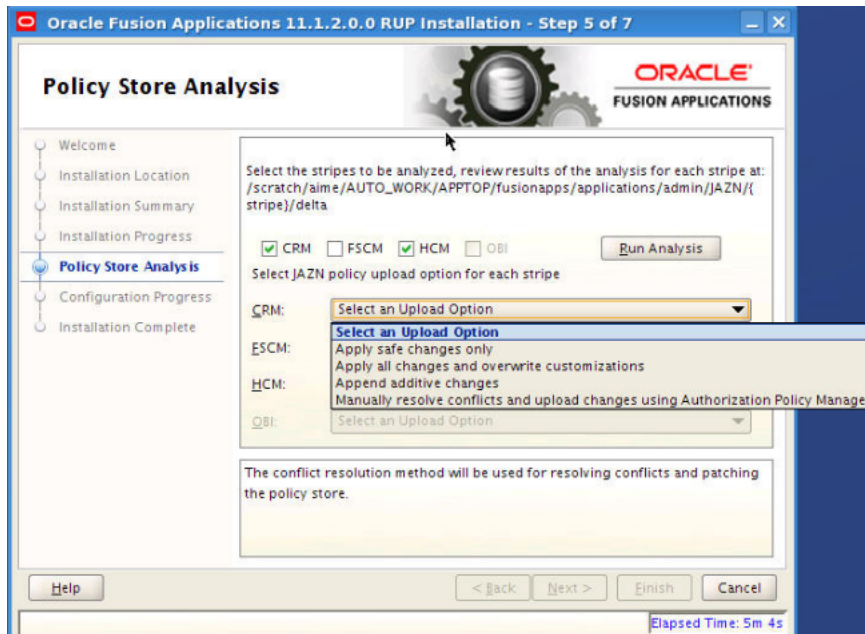 Oracle Fusion Applications 11.1.2.0.0 RUP Installation - Step 5 of 7
Policy Store Analysis
ORACLE
FUSION APPLICATIONS
Welcome
Installation Location
Installation Summary
Installation Progress
Policy Store Analysis
Configuration Progress
Installation Complete
Select the stripes to be analyzed, review results of the analysis for each stripe at:
/scratch/aime/AUTO_WORK/APPTOP/fusionapps/applications/admin/JAZN/{
stripe}/delta
CRM FSCM HCM OBI Run Analysis
Select JAZN policy upload option for each stripe
CRM: Select an Upload Option
Select an Upload Option
FSCM: Apply safe changes only
Apply all changes and overwrite customizations
HCM: Append additive changes
Manually resolve conflicts and upload changes using Authorization Policy Manage
OBI: Select an Upload Option
The conflict resolution method will be used for resolving conflicts and patching
the policy store.
Help < Back Next > Finish Cancel
Elapsed Time: 5m 4s